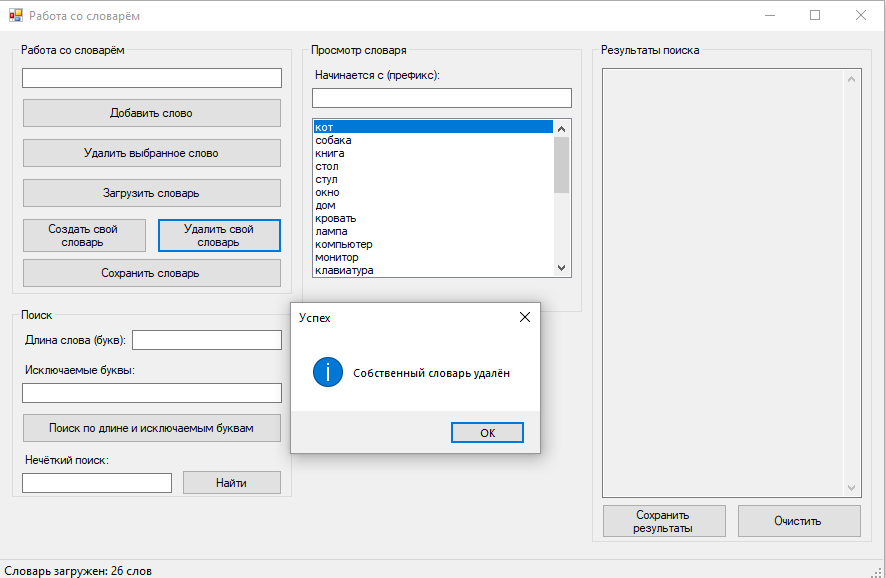 Работа со словарём
Работа со словарём
Добавить слово
Удалить выбранное слово
Загрузить словарь
Создать свой
словарь
Удалить свой
словарь
Сохранить словарь
Поиск
Длина слова (букв):
Исключаемые буквы:
Поиск по длине и исключаемым буквам
Нечёткий поиск:
Найти
Просмотр словаря
Начинается с (префикс):
кот
собака
книга
стол
стул
окно
дом
кровать
лампа
компьютер
монитор
клавиатура
Успех
Собственный словарь удалён
ОК
Результаты поиска
Сохранить
результаты
Очистить
Словарь загружен: 26 слов